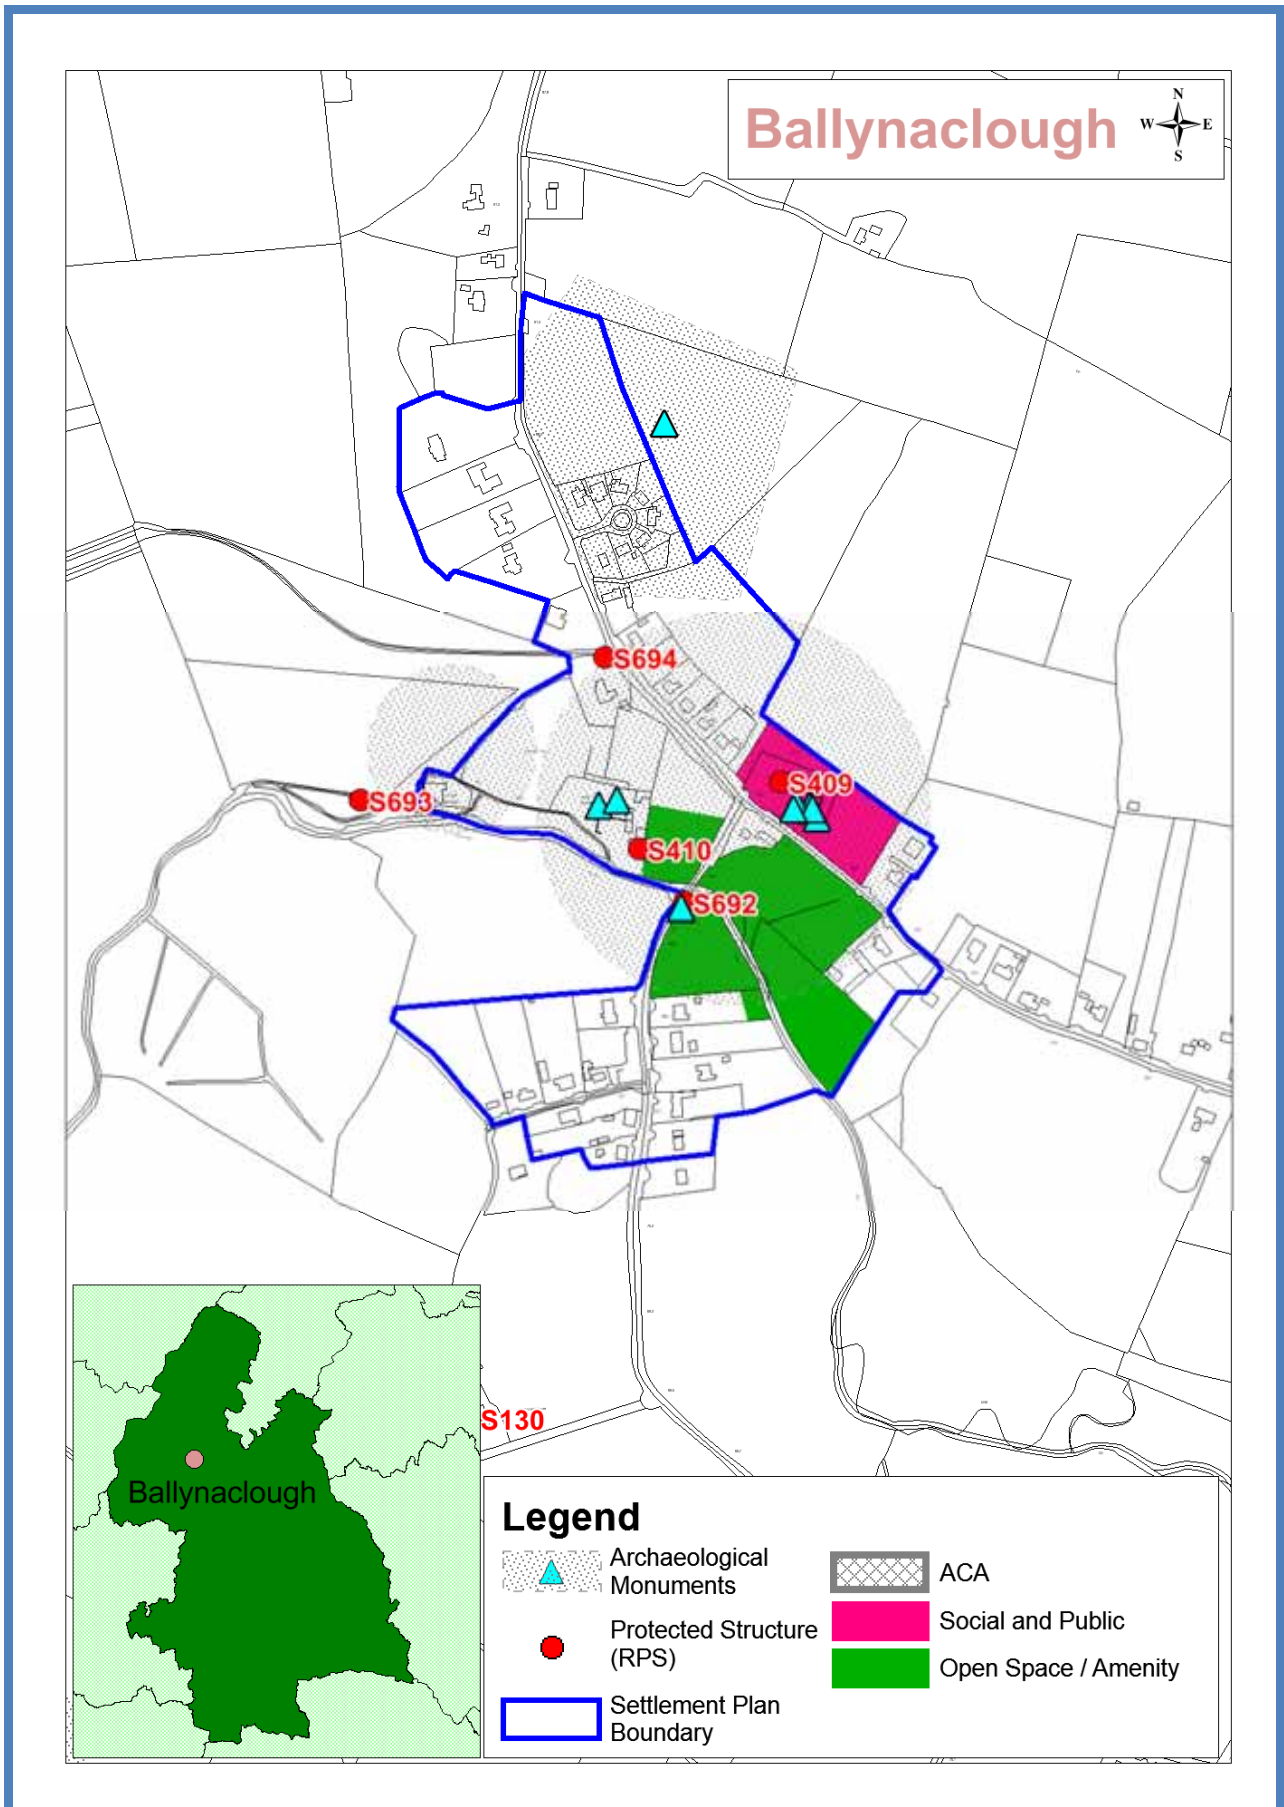 Ballynaclough
N
W E
S
S694
S409
S693
S410
S692
S130
Ballynaclough
Legend
Archaeological
Monuments
Protected Structure
(RPS)
Settlement Plan
Boundary
ACA
Social and Public
Open Space / Amenity